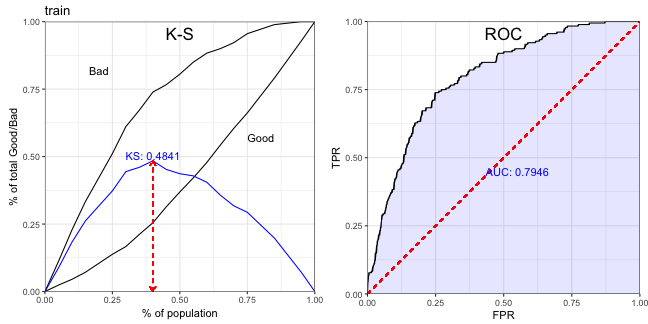 train
K-S
1.00
0.75
0.50
0.25
0.00
% of total Good/Bad
Bad
Good
KS: 0.4841
0.00 0.25 0.50 0.75 1.00
% of population
ROC
1.00
0.75
0.50
0.25
0.00
TPR
AUC: 0.7946
0.00 0.25 0.50 0.75 1.00
FPR